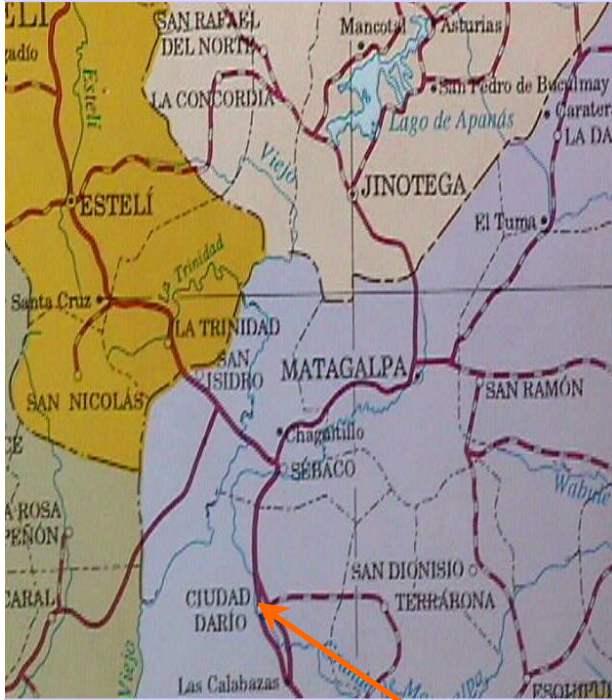 ELÍ
adío
Estelí
SAN RAFAEL
DEL NORTE
Mancotal
Asturias
LA CONCORDIA
San Pedro de Buculmay
Lago de Apanás
LA DA
Viejo
JINOTEGA
ESTELÍ
El Tuma
La Trinidad
Santa Cruz
LA TRINIDAD
SAN
ISIDRO
MATAGALPA
SAN NICOLÁS
SAN RAMÓN
Chagüitillo
SÉBACO
A ROSA
PEÑÓN
SAN DIONISIO
CARAL
CIUDAD
DARÍO
TERRÁBONA
Viejo
Las Calabazas